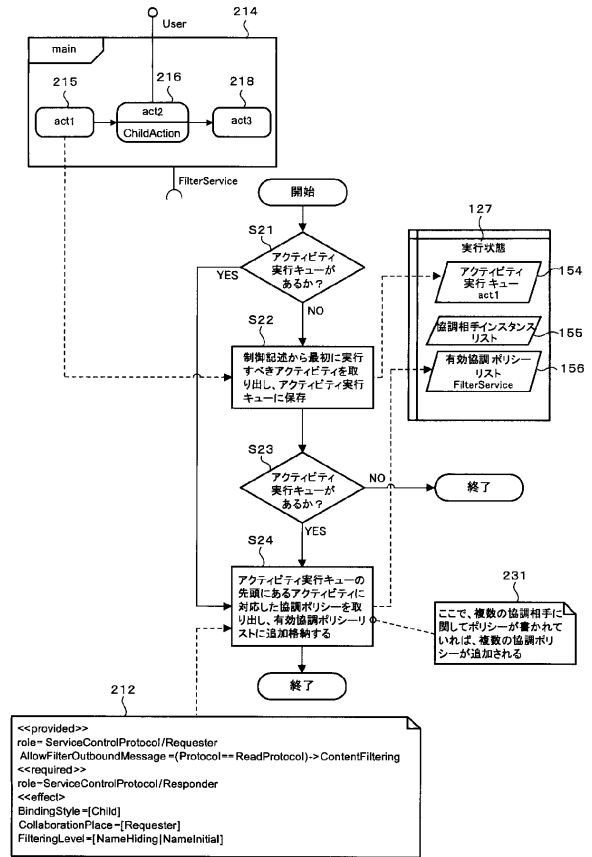 214
User
main
215
216
218
act1
act2
ChildAction
act3
FilterService
開始
S21
アクティビティ
実行キューが
あるか？
YES
NO
127
実行状態
アクティビティ
実行 キュー
act1
154
協調相手インスタンス
リスト
155
有効協調 ポリシー
リスト
FilterService
156
S22
制御記述から最初に実行
すべきアクティビティを取
り出し、アクティビティ実行
キューに保存
S23
アクティビティ
実行キューが
あるか？
NO
終了
YES
S24
アクティビティ実行キューの
先頭にあるアクティビティに
対応した協調ポリシーを取
り出し、有効協調ポリシーリ
ストに追加格納する
231
ここで、複数の協調相手に
関してポリシーが書かれて
いれば、複数の協調ポリ
シーが追加される
終了
212
<<provided>>
role= ServiceControlProtocol/Requester
AllowFilterOutboundMessage =(Protocol==ReadProtocol)->ContentFiltering
<<required>>
role=ServiceControlProtocol/Responder
<<effect>
BindingStyle=[Child]
CollaborationPlace=[Requester]
FilteringLevel=[NameHiding|NameInitial]